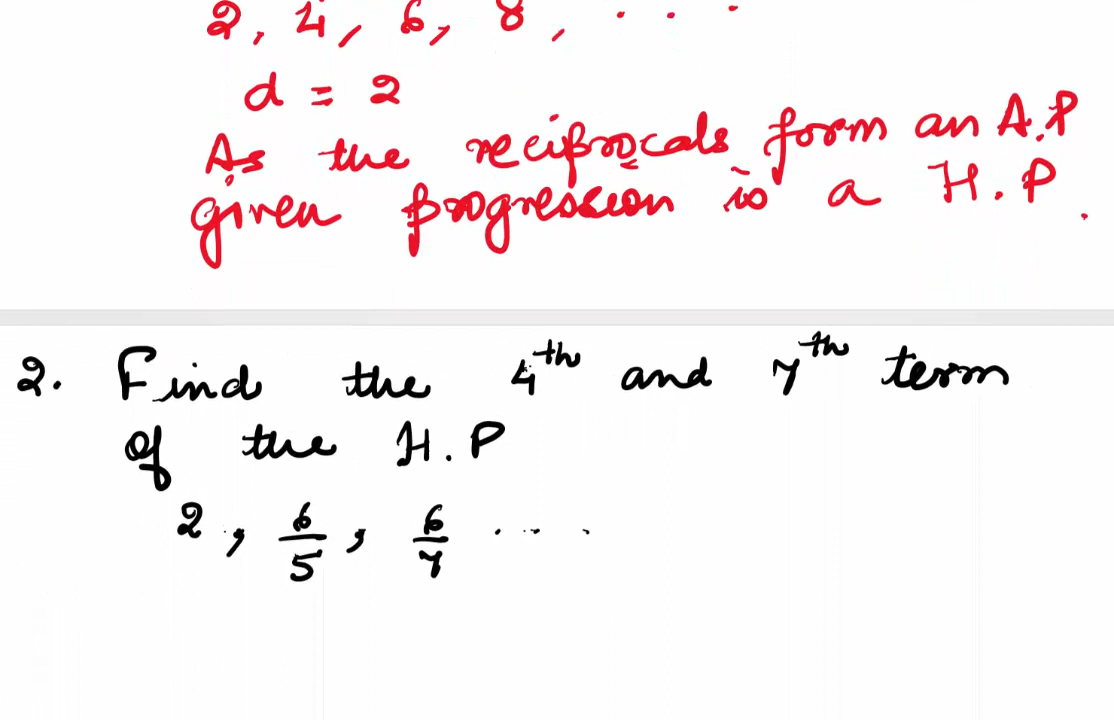 2, 4, 6, 8, . . .
d = 2
As the reciprocals form an A.P
given progression is a H.P.
2. Find the 4th and 7th term
of the H.P
2, 6/5, 6/7 ....